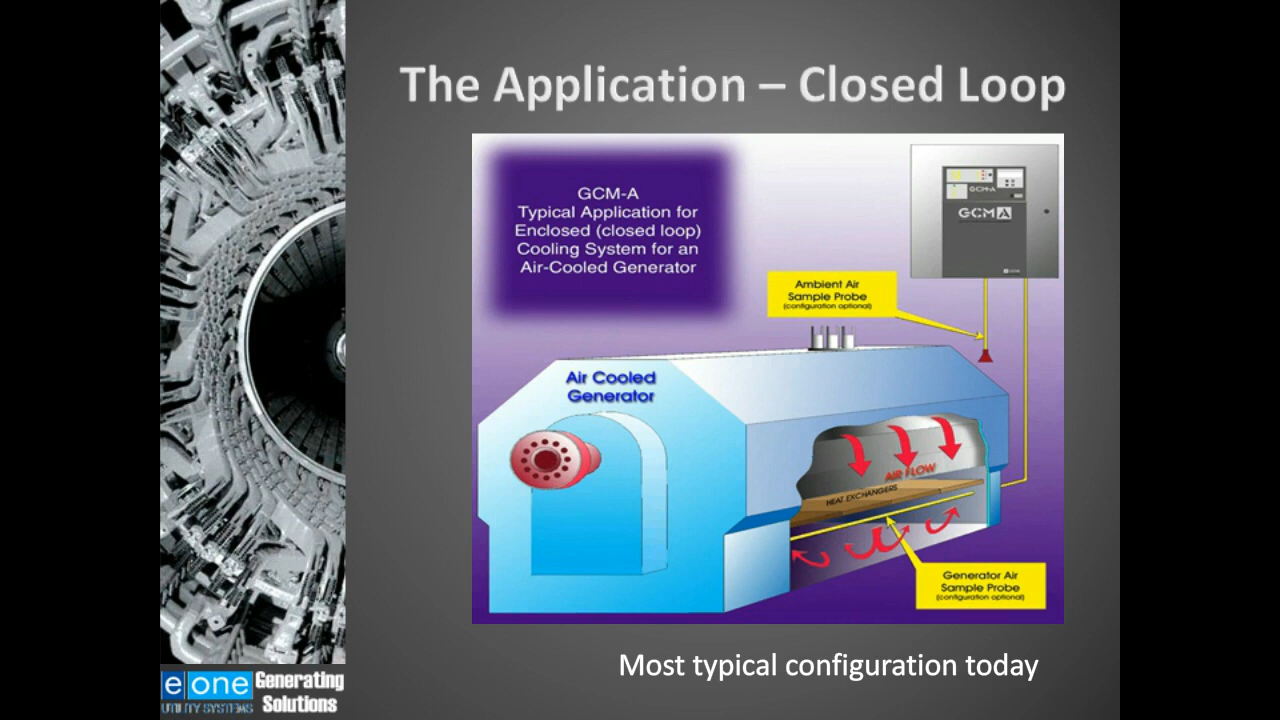 The Application – Closed Loop
GCM-A
Typical Application for
Enclosed (closed loop)
Cooling System for an
Air-Cooled Generator
GCM-A
GCMA
Ambient Air
Sample Probe
(configuration optional)
Air Cooled
Generator
AIR FLOW
HEAT EXCHANGERS
Generator Air
Sample Probe
(configuration optional)
Most typical configuration today
e one
UTILITY SYSTEMS
Generating
Solutions